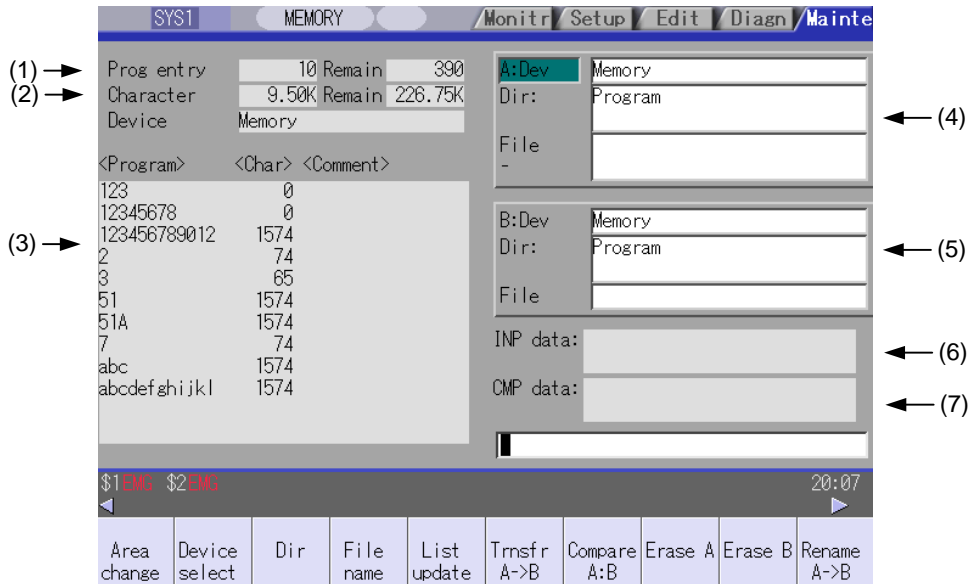 SYS1 MEMORY Monitr Setup Edit Diagn Mainte
(1) Prog entry 10 Remain 390
(2) Character 9.50K Remain 226.75K
Device Memory
<Program> <Char> <Comment>
(3)
123 0
12345678 0
123456789012 1574
2 74
3 65
51 1574
51A 1574
7 74
abc 1574
abcdefghijkl 1574
A:Dev Memory
Dir: Program
File
-
(4)
B:Dev Memory
Dir: Program
File
(5)
INP data:
(6)
CMP data:
(7)
$1 EMG $2 EMG 20:07
Area change
Device select
Dir
File name
List update
Trnsfr A->B
Compare A:B
Erase A
Erase B
Rename A->B